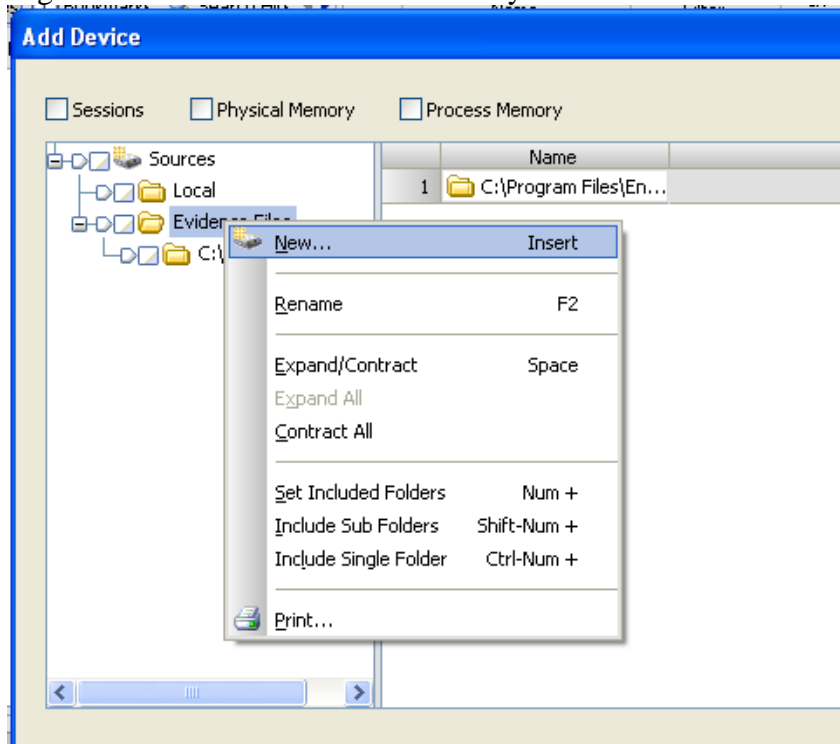 Add Device
Sessions Physical Memory Process Memory
Sources
Name
Local
1 C:\Program Files\En...
Evidence Files
C:\
New... Insert
Rename F2
Expand/Contract Space
Expand All
Contract All
Set Included Folders Num +
Include Sub Folders Shift-Num +
Include Single Folder Ctrl-Num +
Print...